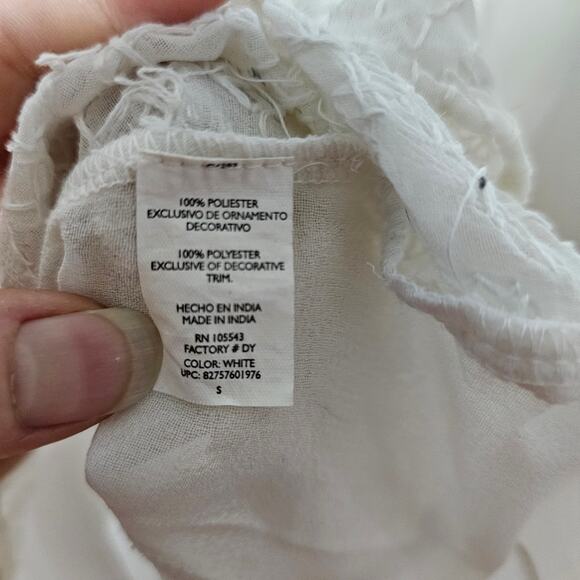 100% POLIESTER
EXCLUSIVO DE ORNAMENTO
DECORATIVO
100% POLYESTER
EXCLUSIVE OF DECORATIVE
TRIM.
HECHO EN INDIA
MADE IN INDIA
RN 105543
FACTORY # DY
COLOR: WHITE
UPC: 82757601976
S